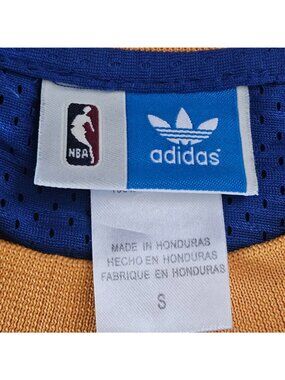 NBA
adidas
MADE IN HONDURAS
HECHO EN HONDURAS
FABRIQUE EN HONDURAS
S